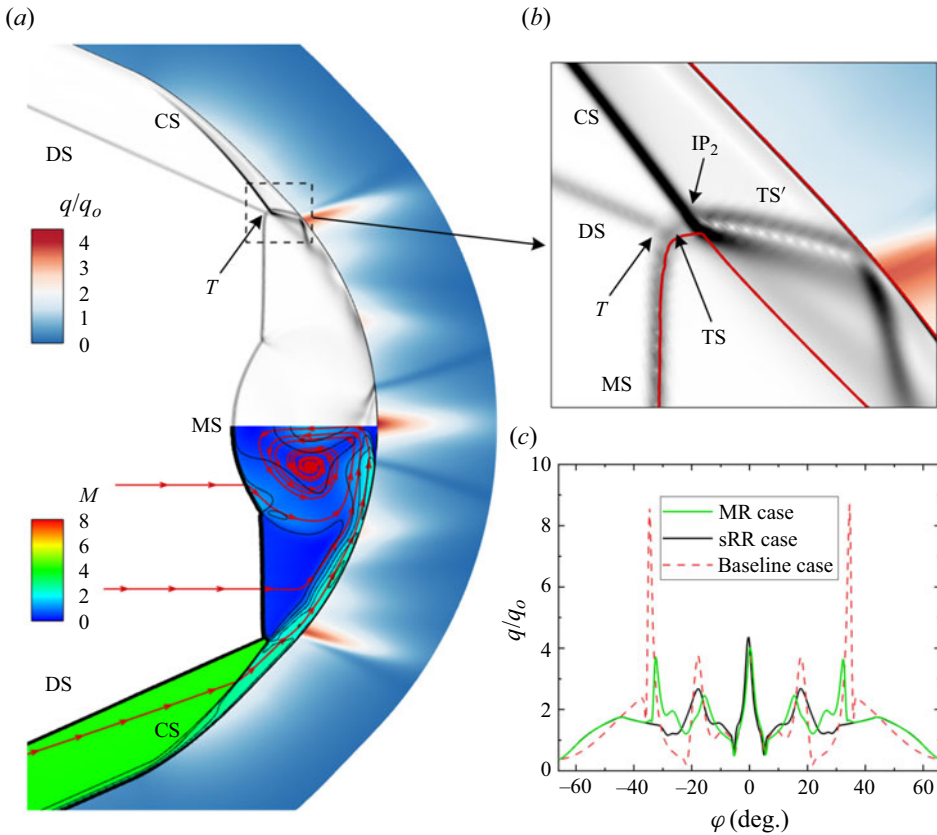 (a)
CS
DS
q/qo
4
3
2
1
0
T
MS
M
8
6
4
2
0
DS
CS
(b)
CS
IP2
TS′
DS
T
TS
MS
(c)
10
8
6
4
2
0
q/qo
MR case
sRR case
Baseline case
−60 −40 −20 0 20 40 60
φ (deg.)